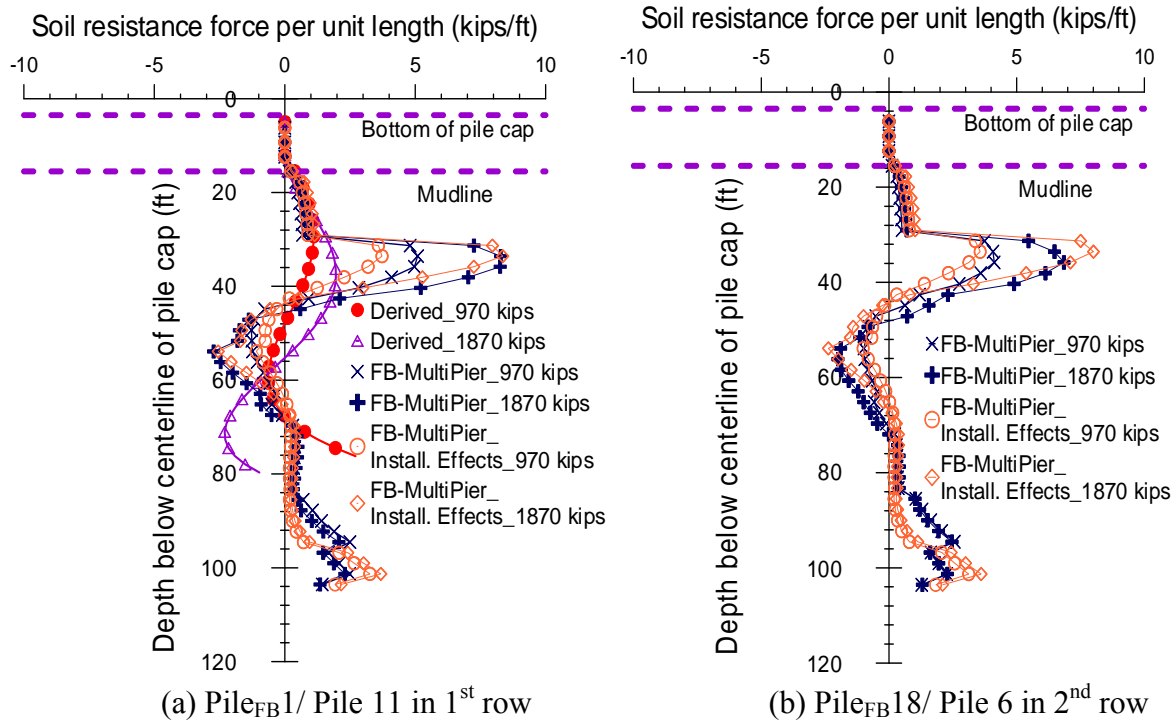 Soil resistance force per unit length (kips/ft)
-10 -5 0 5 10
0
Bottom of pile cap
20
Mudline
40
60
80
100
120
Depth below centerline of pile cap (ft)
Derived_970 kips
Derived_1870 kips
FB-MultiPier_970 kips
FB-MultiPier_1870 kips
FB-MultiPier_
Install. Effects_970 kips
FB-MultiPier_
Install. Effects_1870 kips
(a) PileFB1/ Pile 11 in 1st row
Soil resistance force per unit length (kips/ft)
-10 -5 0 5 10
0
Bottom of pile cap
20
Mudline
40
60
80
100
120
Depth below centerline of pile cap (ft)
FB-MultiPier_970 kips
FB-MultiPier_1870 kips
FB-MultiPier_
Install. Effects_970 kips
FB-MultiPier_
Install. Effects_1870 kips
(b) PileFB18/ Pile 6 in 2nd row